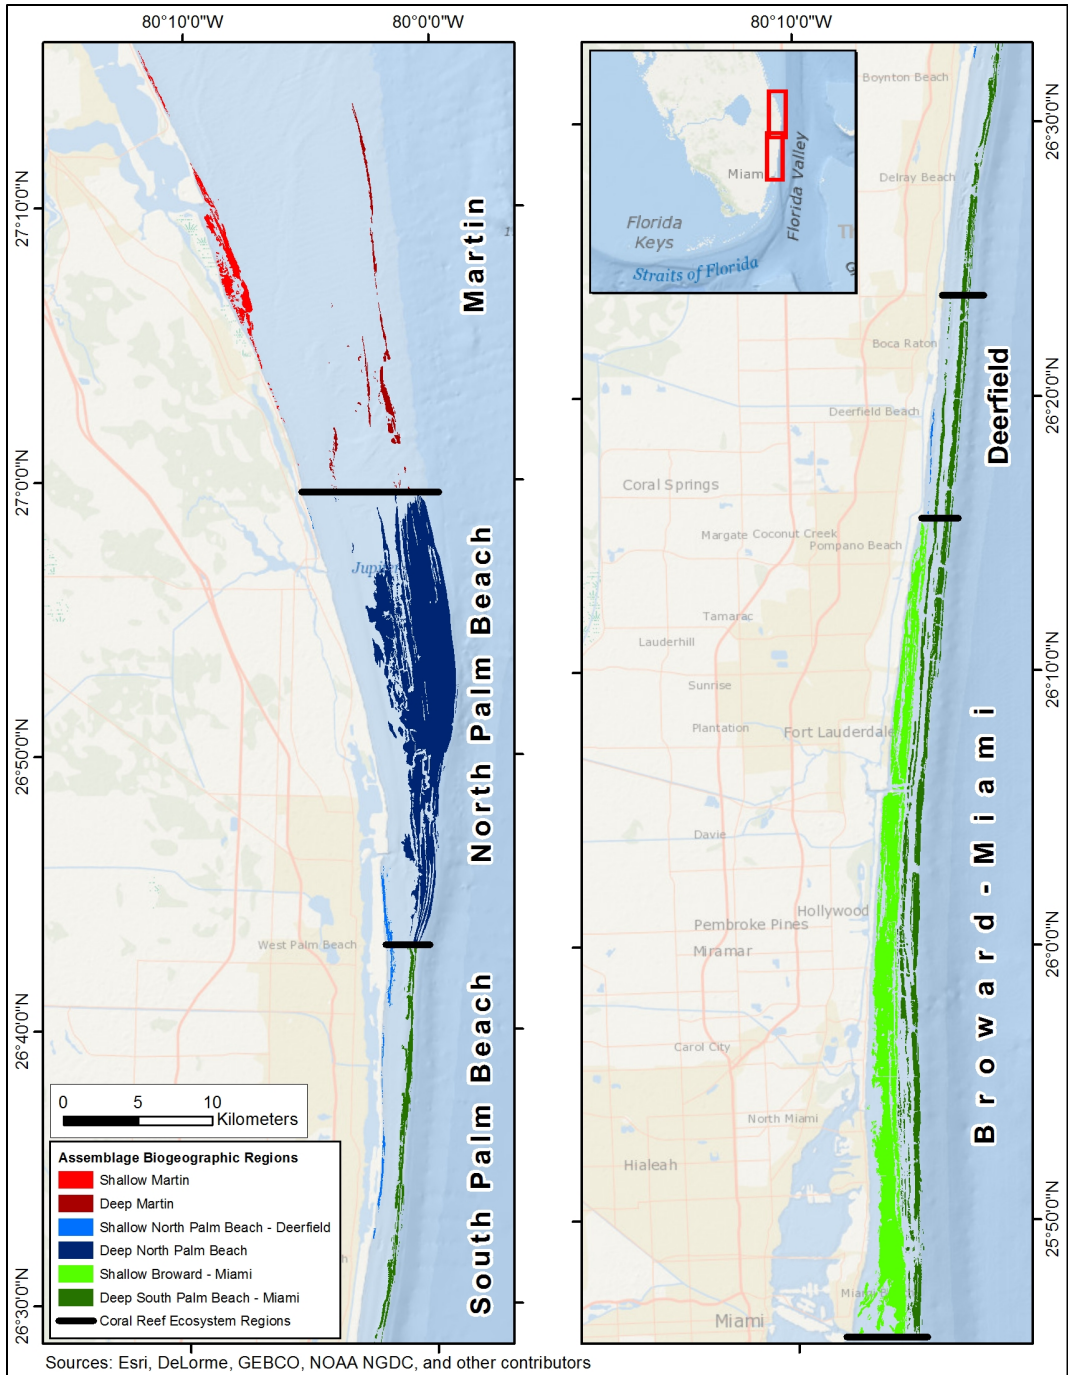 80°10'0"W
80°0'0"W
80°10'0"W
27°10'0"N
27°0'0"N
26°50'0"N
26°40'0"N
26°30'0"N
Martin
North Palm Beach
South Palm Beach
Jupiter
West Palm Beach
0 5 10
Kilometers
Assemblage Biogeographic Regions
Shallow Martin
Deep Martin
Shallow North Palm Beach - Deerfield
Deep North Palm Beach
Shallow Broward - Miami
Deep South Palm Beach - Miami
Coral Reef Ecosystem Regions
Miam
Florida
Keys
Straits of Florida
Florida Valley
Boynton Beach
Delray Beach
Boca Raton
Deerfield Beach
Coral Springs
Margate Coconut Creek
Pompano Beach
Tamarac
Lauderhill
Sunrise
Plantation
Fort Lauderdale
Davie
Hollywood
Pembroke Pines
Miramar
Carol City
North Miami
Hialeah
Miami
Miami
Deerfield
Broward-Miami
26°30'0"N
26°20'0"N
26°10'0"N
26°0'0"N
25°50'0"N
Sources: Esri, DeLorme, GEBCO, NOAA NGDC, and other contributors